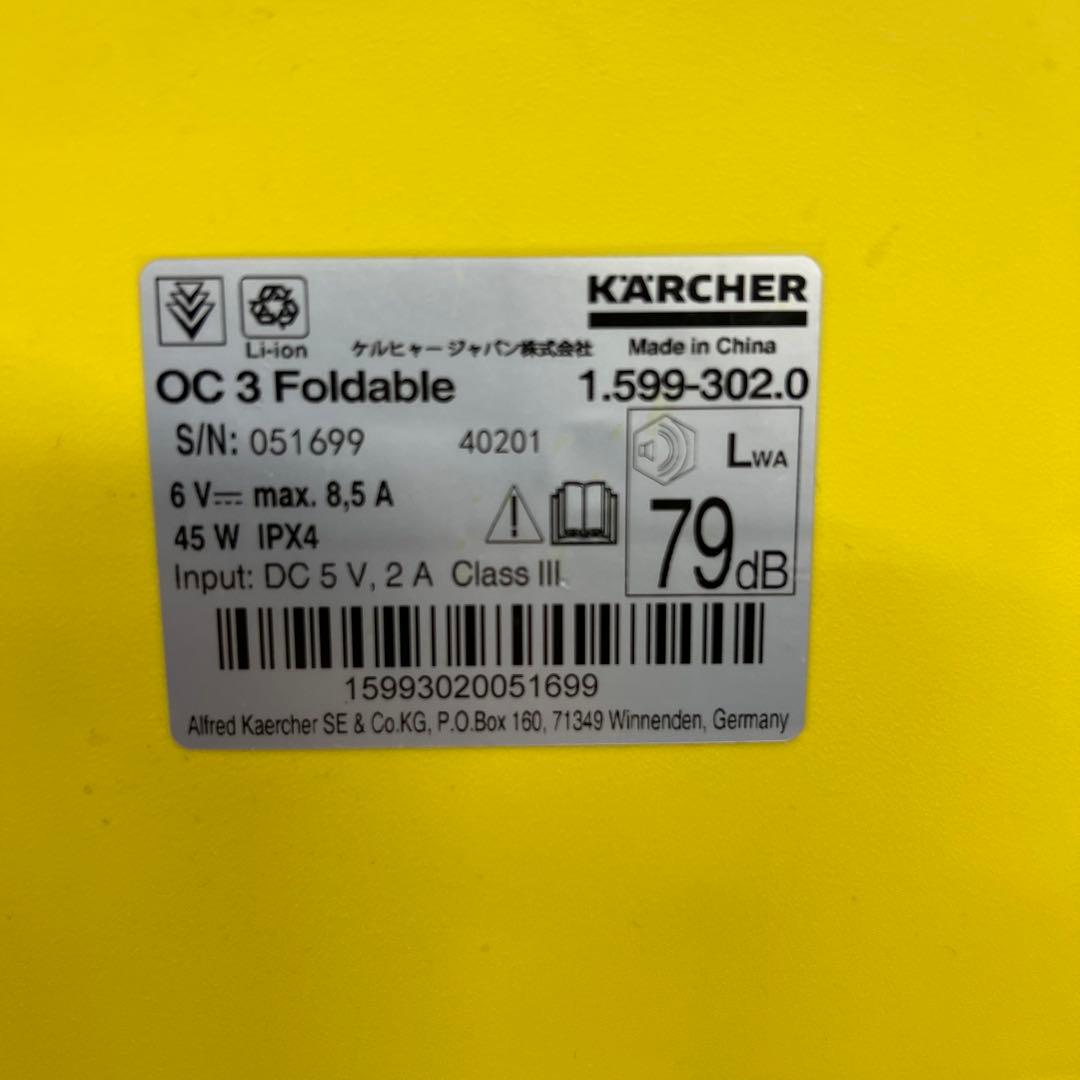 KÄRCHER
Li-ion ケルヒャー ジャパン株式会社 Made in China
OC 3 Foldable 1.599-302.0
S/N: 051699 40201
LWA
6 V⎓ max. 8,5 A
45 W IPX4
79 dB
Input: DC 5 V, 2 A Class III
15993020051699
Alfred Kaercher SE & Co.KG, P.O.Box 160, 71349 Winnenden, Germany